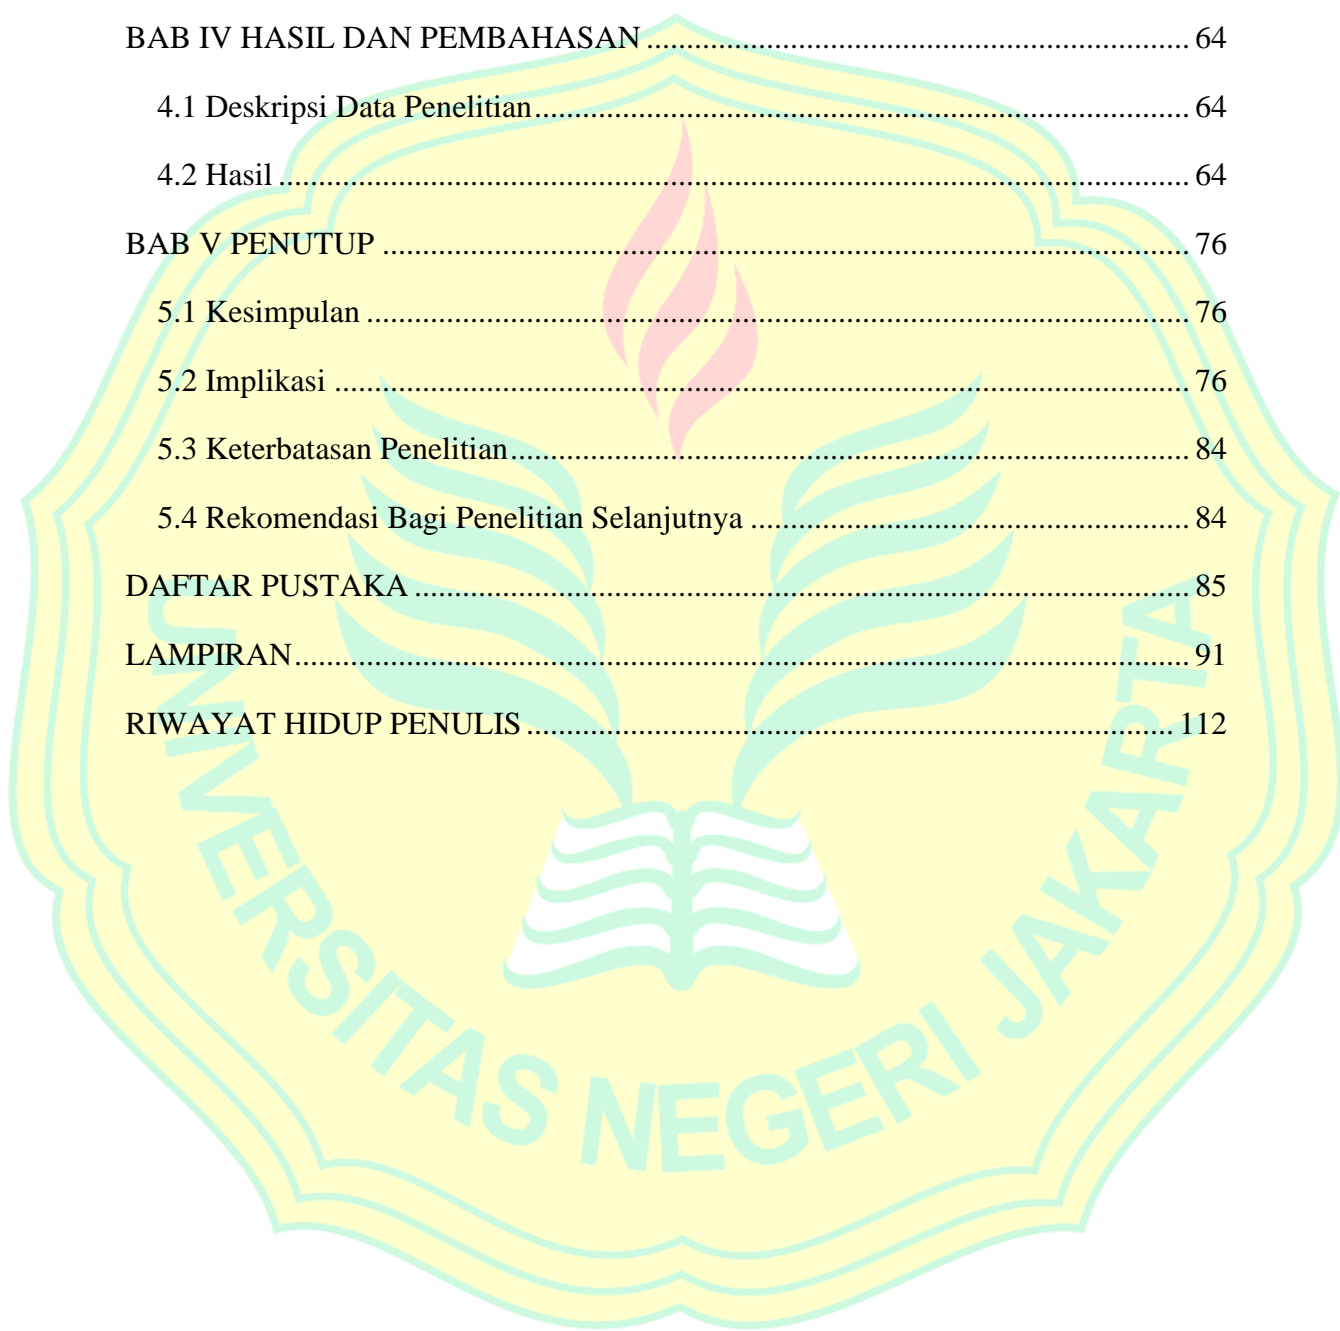 BAB IV HASIL DAN PEMBAHASAN .................................................................... 64
4.1 Deskripsi Data Penelitian .................................................................................. 64
4.2 Hasil .................................................................................................................. 64
BAB V PENUTUP ..................................................................................................... 76
5.1 Kesimpulan ....................................................................................................... 76
5.2 Implikasi ........................................................................................................... 76
5.3 Keterbatasan Penelitian ..................................................................................... 84
5.4 Rekomendasi Bagi Penelitian Selanjutnya ....................................................... 84
DAFTAR PUSTAKA ................................................................................................. 85
LAMPIRAN ................................................................................................................ 91
RIWAYAT HIDUP PENULIS ................................................................................. 112
UNIVERSITAS NEGERI JAKARTA